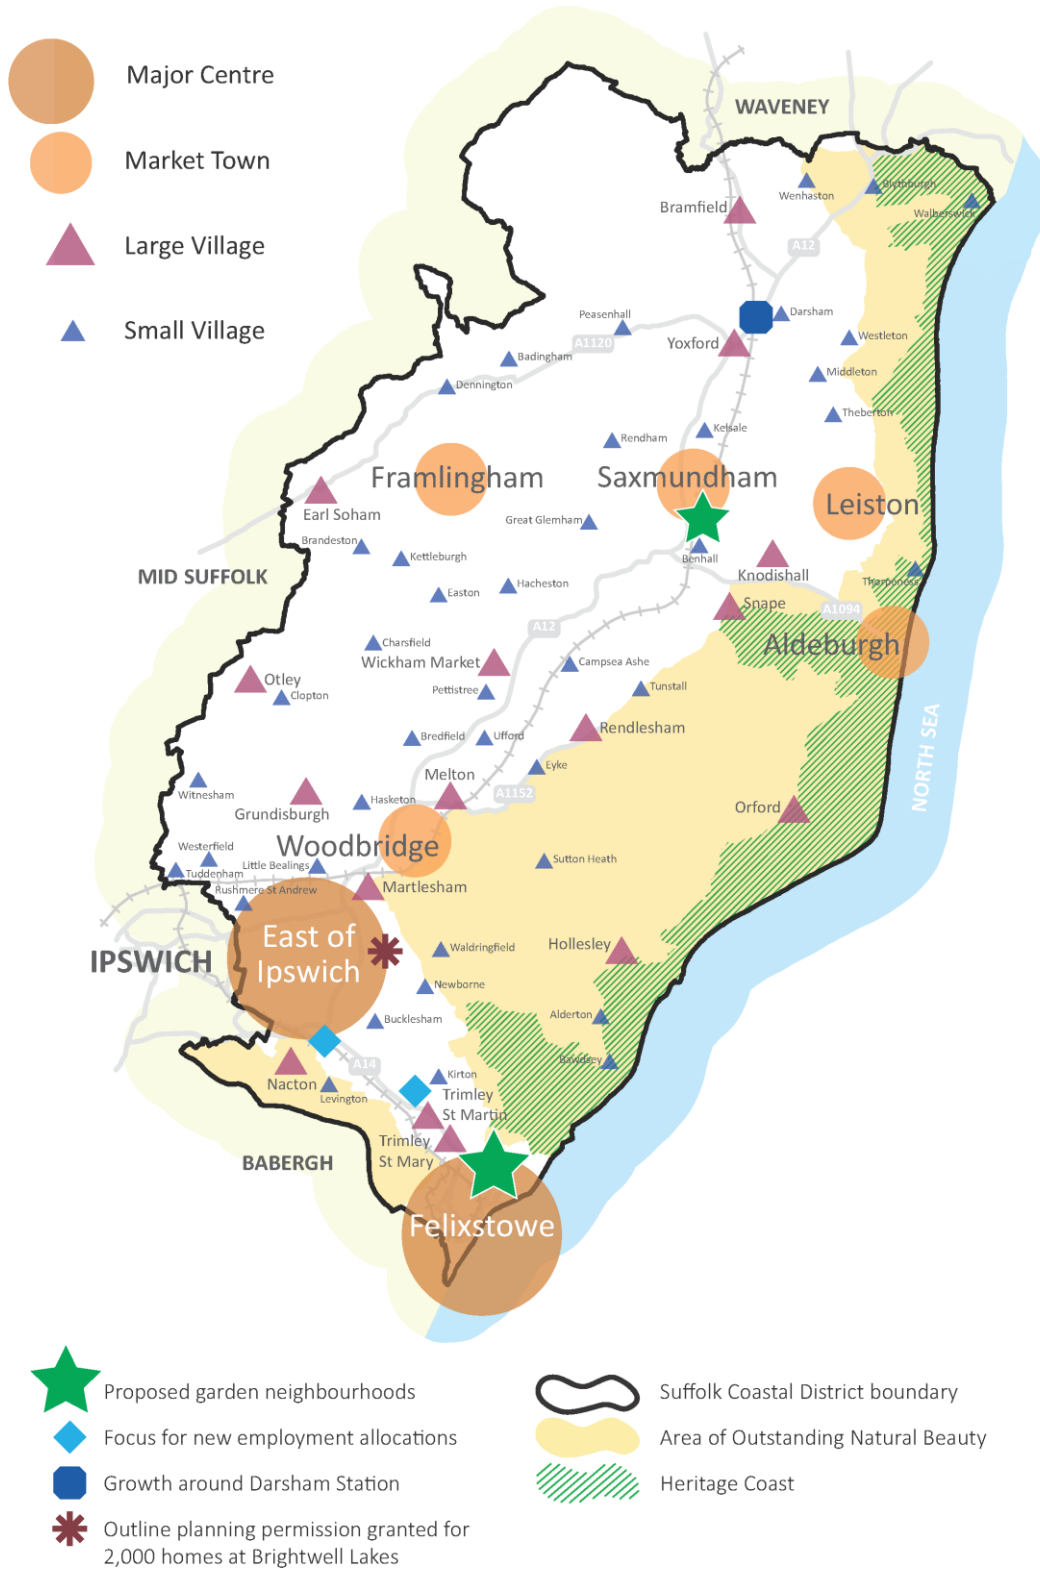 Major Centre
Market Town
Large Village
Small Village
WAVENEY
Wenhaston
Blythburgh
Walberswick
Bramfield
A12
Darsham
Peasenhall
Yoxford
Westleton
A1120
Badingham
Middleton
Dennington
Theberton
Kelsale
Rendham
Framlingham
Saxmundham
Leiston
Earl Soham
Great Glemham
Brandeston
Kettleburgh
Benhall
Knodishall
MID SUFFOLK
Thorpeness
Hacheston
Easton
Snape
A1094
A12
Charsfield
Aldeburgh
Wickham Market
Campsea Ashe
Otley
Clopton
Pettistree
Tunstall
Rendlesham
Bredfield
Ufford
NORTH SEA
Eyke
Melton
Witnesham
A1152
Hasketon
Grundisburgh
Orford
Woodbridge
Westerfield
Little Bealings
Sutton Heath
Tuddenham
Rushmere St Andrew
Martlesham
East of
Ipswich
IPSWICH
Waldringfield
Hollesley
Newborne
Bucklesham
Alderton
A14
Bawdsey
Kirton
Nacton
Levington
Trimley
St Martin
Trimley
St Mary
BABERGH
Felixstowe
Proposed garden neighbourhoods
Focus for new employment allocations
Growth around Darsham Station
Outline planning permission granted for
2,000 homes at Brightwell Lakes
Suffolk Coastal District boundary
Area of Outstanding Natural Beauty
Heritage Coast